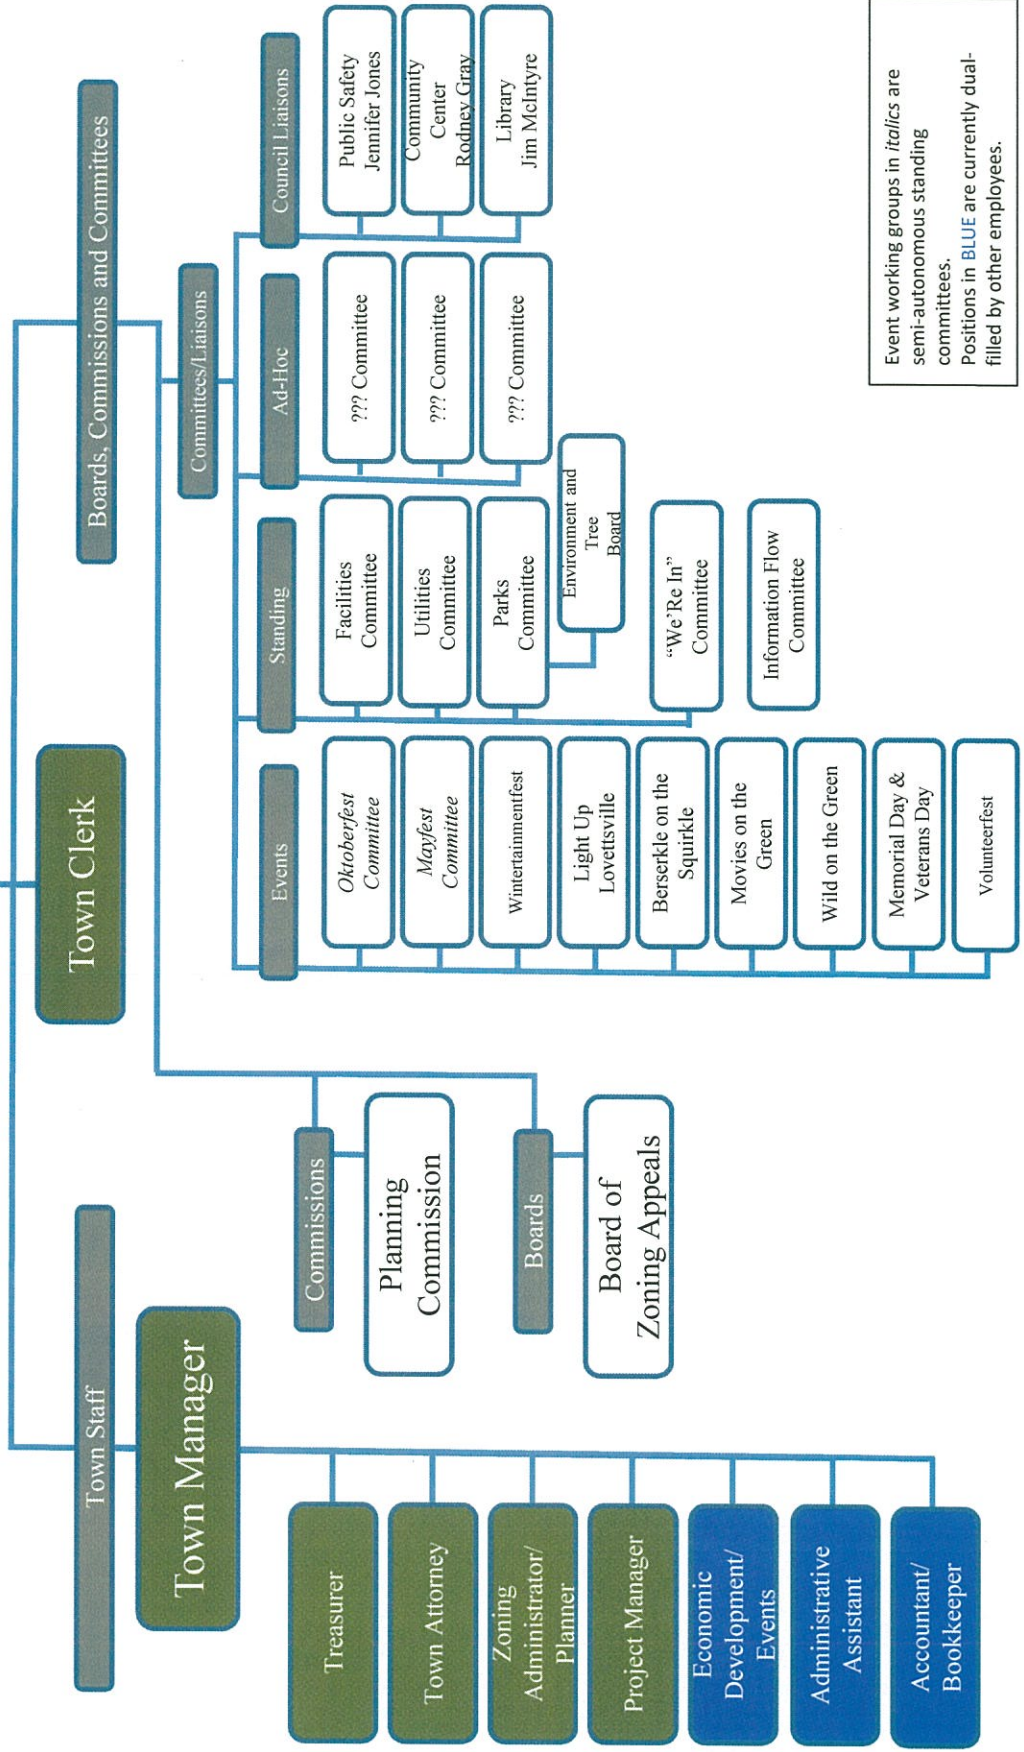 Town Clerk
Town Staff
Town Manager
Treasurer
Town Attorney
Zoning
Administrator/
Planner
Project Manager
Economic
Development/
Events
Administrative
Assistant
Accountant/
Bookkeeper
Boards, Commissions and Committees
Commissions
Planning
Commission
Boards
Board of
Zoning Appeals
Committees/Liaisons
Events
Oktoberfest
Committee
Mayfest
Committee
Wintertainmentfest
Light Up
Lovettsville
Berserkle on the
Squirkle
Movies on the
Green
Wild on the Green
Memorial Day &
Veterans Day
Volunteerfest
Standing
Facilities
Committee
Utilities
Committee
Parks
Committee
Environment and
Tree
Board
“We’Re In”
Committee
Information Flow
Committee
Ad-Hoc
??? Committee
??? Committee
??? Committee
Council Liaisons
Public Safety
Jennifer Jones
Community
Center
Rodney Gray
Library
Jim McIntyre
Event working groups in italics are
semi-autonomous standing
committees.
Positions in BLUE are currently dual-
filled by other employees.